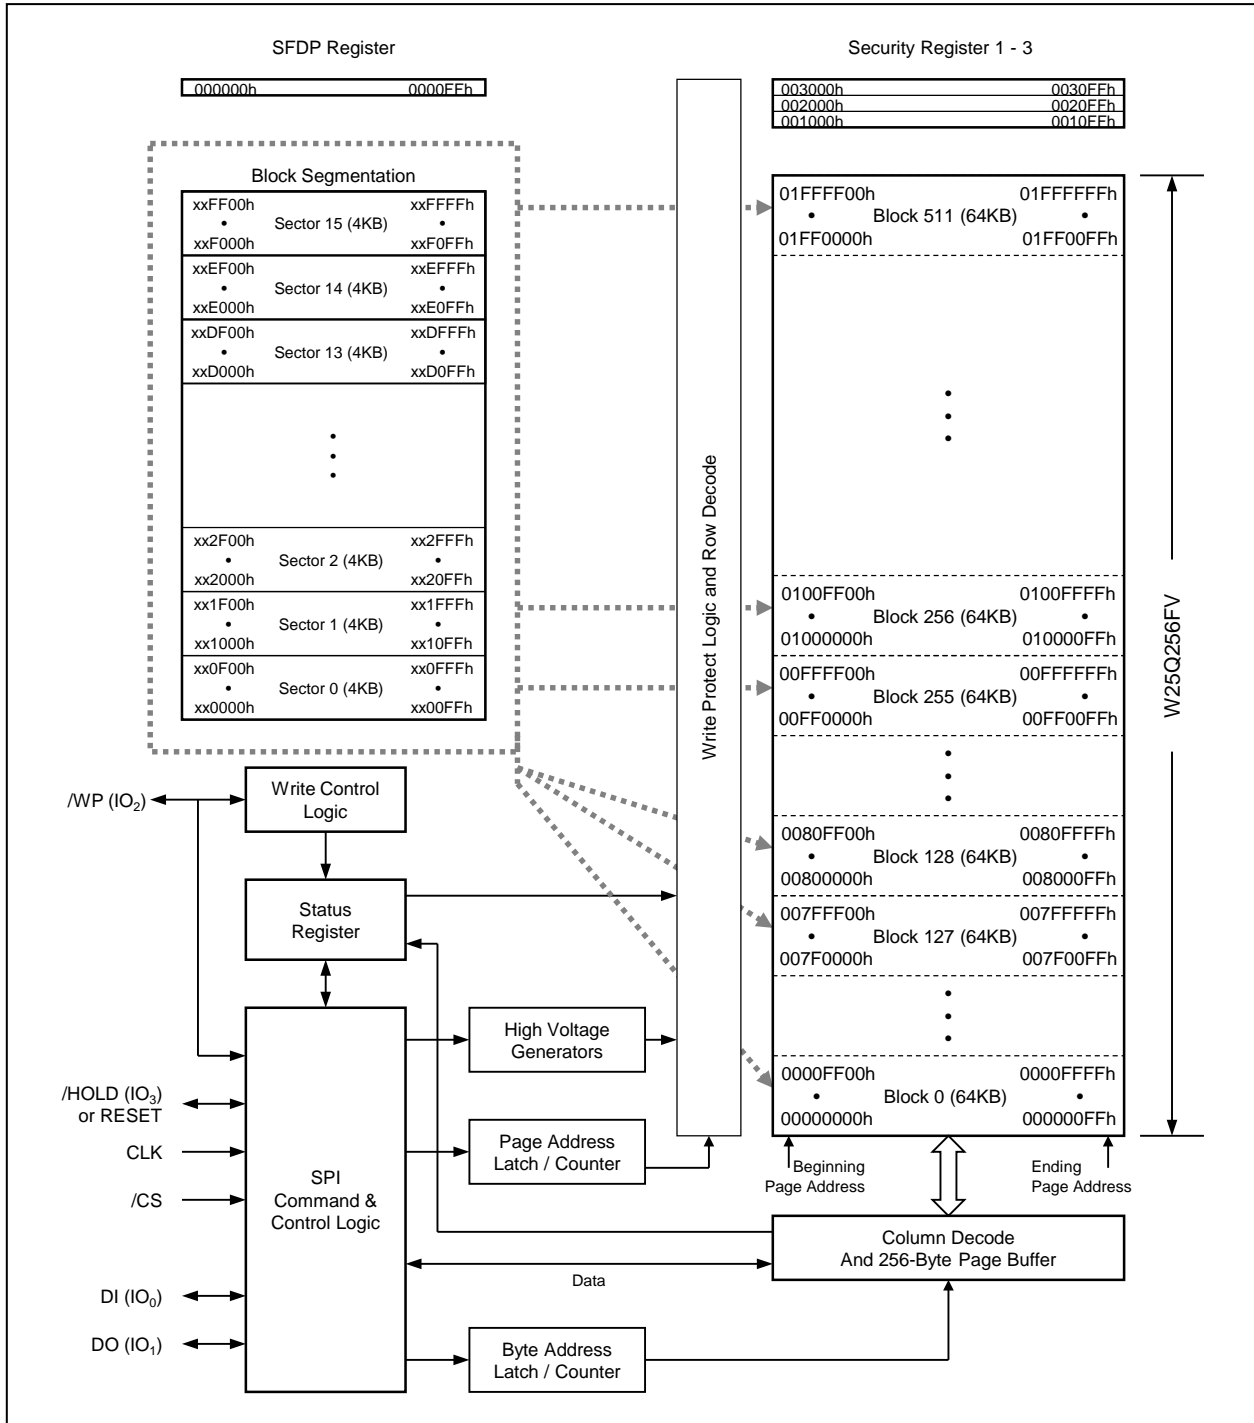 SFDP Register
000000h 0000FFh
Security Register 1 - 3
003000h 0030FFh
002000h 0020FFh
001000h 0010FFh
Block Segmentation
xxFF00h xxFFFFh
Sector 15 (4KB)
xxF000h xxF0FFh
xxEF00h xxEFFFh
Sector 14 (4KB)
xxE000h xxE0FFh
xxDF00h xxDFFFh
Sector 13 (4KB)
xxD000h xxD0FFh
xx2F00h xx2FFFh
Sector 2 (4KB)
xx2000h xx20FFh
xx1F00h xx1FFFh
Sector 1 (4KB)
xx1000h xx10FFh
xx0F00h xx0FFFh
Sector 0 (4KB)
xx0000h xx00FFh
Write Protect Logic and Row Decode
01FFFF00h 01FFFFFFh
Block 511 (64KB)
01FF0000h 01FF00FFh
0100FF00h 0100FFFFh
Block 256 (64KB)
01000000h 010000FFh
00FFFF00h 00FFFFFFh
Block 255 (64KB)
00FF0000h 00FF00FFh
0080FF00h 0080FFFFh
Block 128 (64KB)
00800000h 008000FFh
007FFF00h 007FFFFFh
Block 127 (64KB)
007F0000h 007F00FFh
0000FF00h 0000FFFFh
Block 0 (64KB)
00000000h 000000FFh
W25Q256FV
Beginning
Page Address
Ending
Page Address
/WP (IO2)
Write Control
Logic
Status
Register
High Voltage
Generators
/HOLD (IO3)
or RESET
CLK
/CS
SPI
Command &
Control Logic
Page Address
Latch / Counter
Column Decode
And 256-Byte Page Buffer
Data
DI (IO0)
DO (IO1)
Byte Address
Latch / Counter